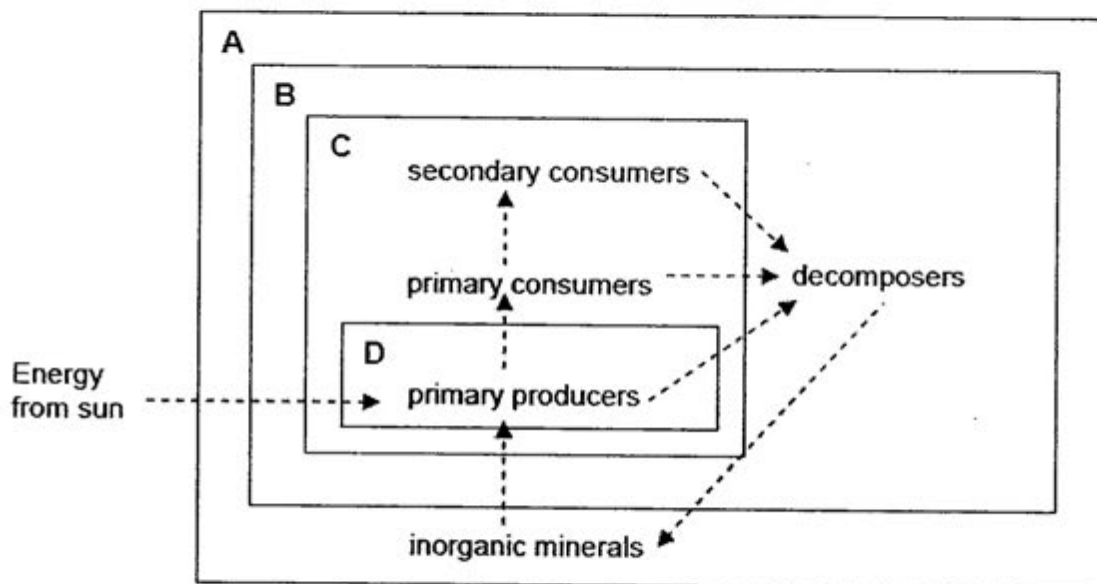 A
B
C
secondary consumers
primary consumers
decomposers
D
Energy
from sun
primary producers
inorganic minerals